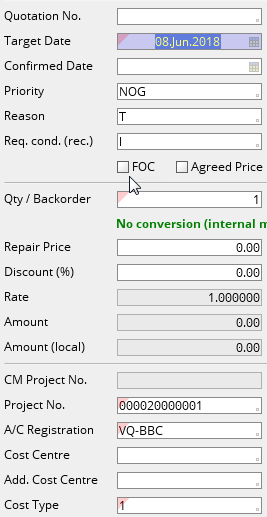 Quotation No.
Target Date 08.Jun.2018
Confirmed Date
Priority NOG
Reason T
Req. cond. (rec.) I
FOC Agreed Price
Qty / Backorder 1
No conversion (internal m
Repair Price 0.00
Discount (%) 0.00
Rate 1.000000
Amount 0.00
Amount (local) 0.00
CM Project No.
Project No. 000020000001
A/C Registration VQ-BBC
Cost Centre
Add. Cost Centre
Cost Type 1